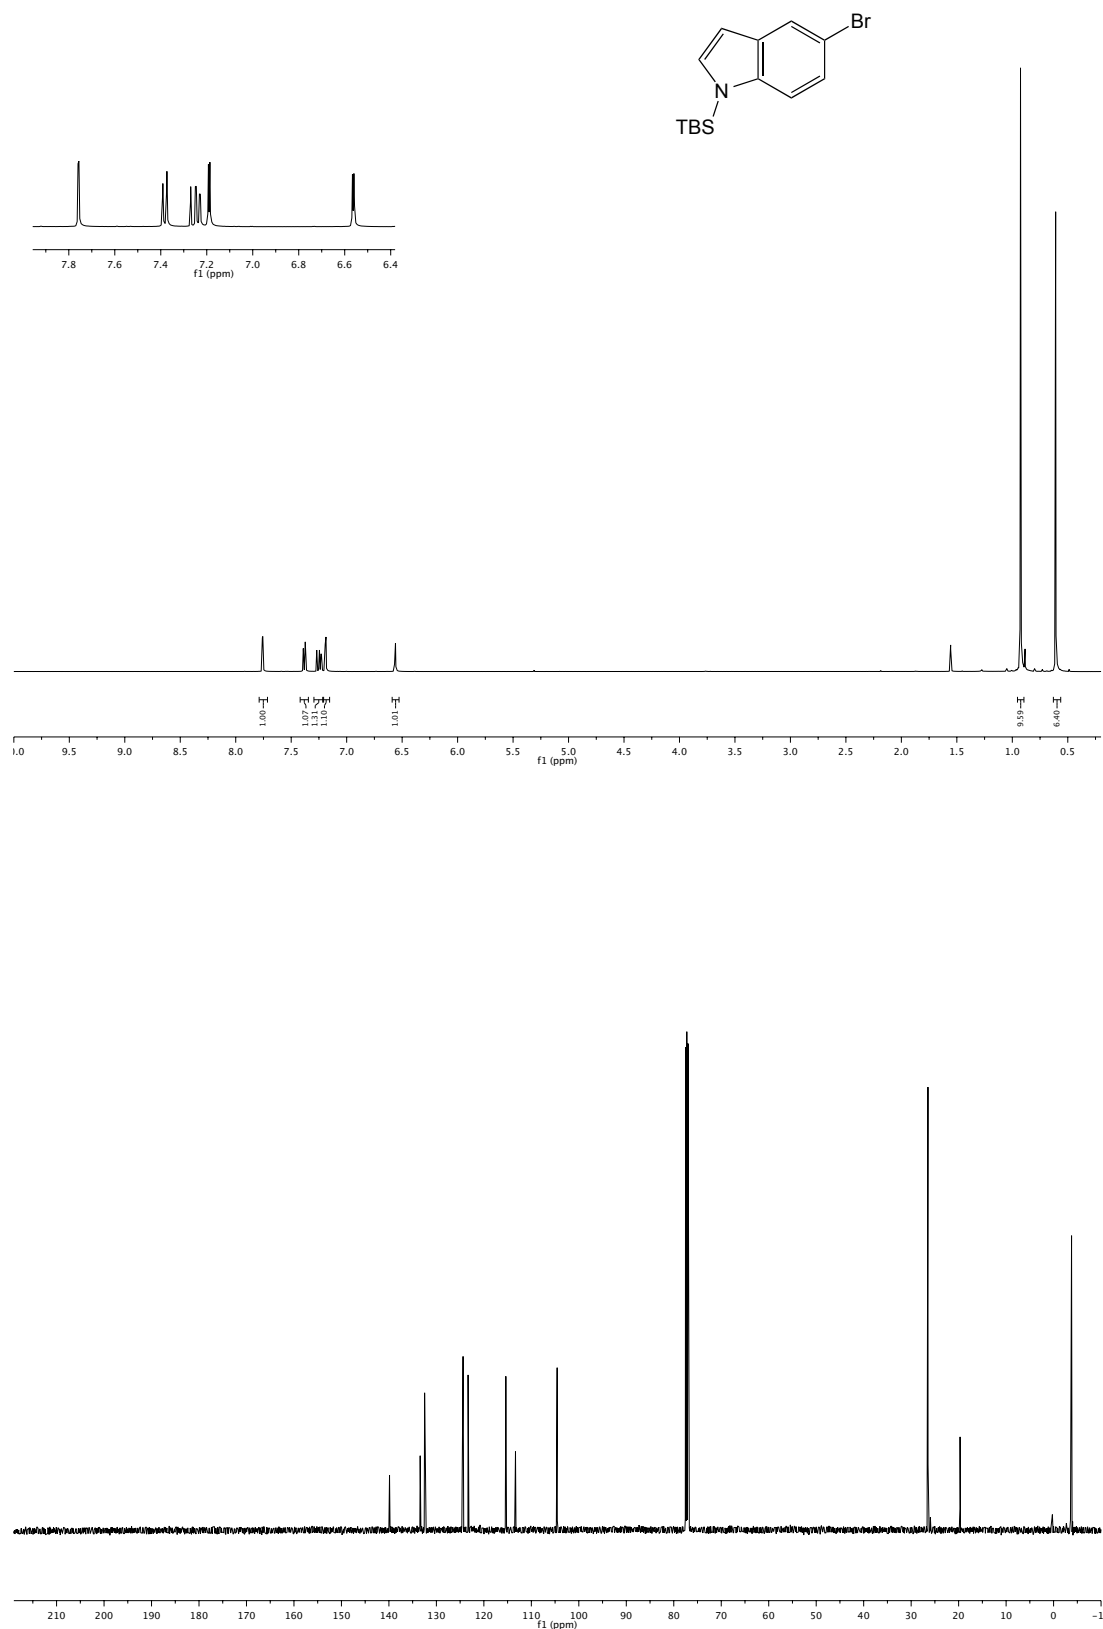 Br
N
TBS
7.8 7.6 7.4 7.2 7.0 6.8 6.6 6.4
f1 (ppm)
1.00 1.07 1.31 1.10 1.01 9.59 6.40
0.0 9.5 9.0 8.5 8.0 7.5 7.0 6.5 6.0 5.5 5.0 4.5 4.0 3.5 3.0 2.5 2.0 1.5 1.0 0.5
f1 (ppm)
210 200 190 180 170 160 150 140 130 120 110 100 90 80 70 60 50 40 30 20 10 0 -1
f1 (ppm)